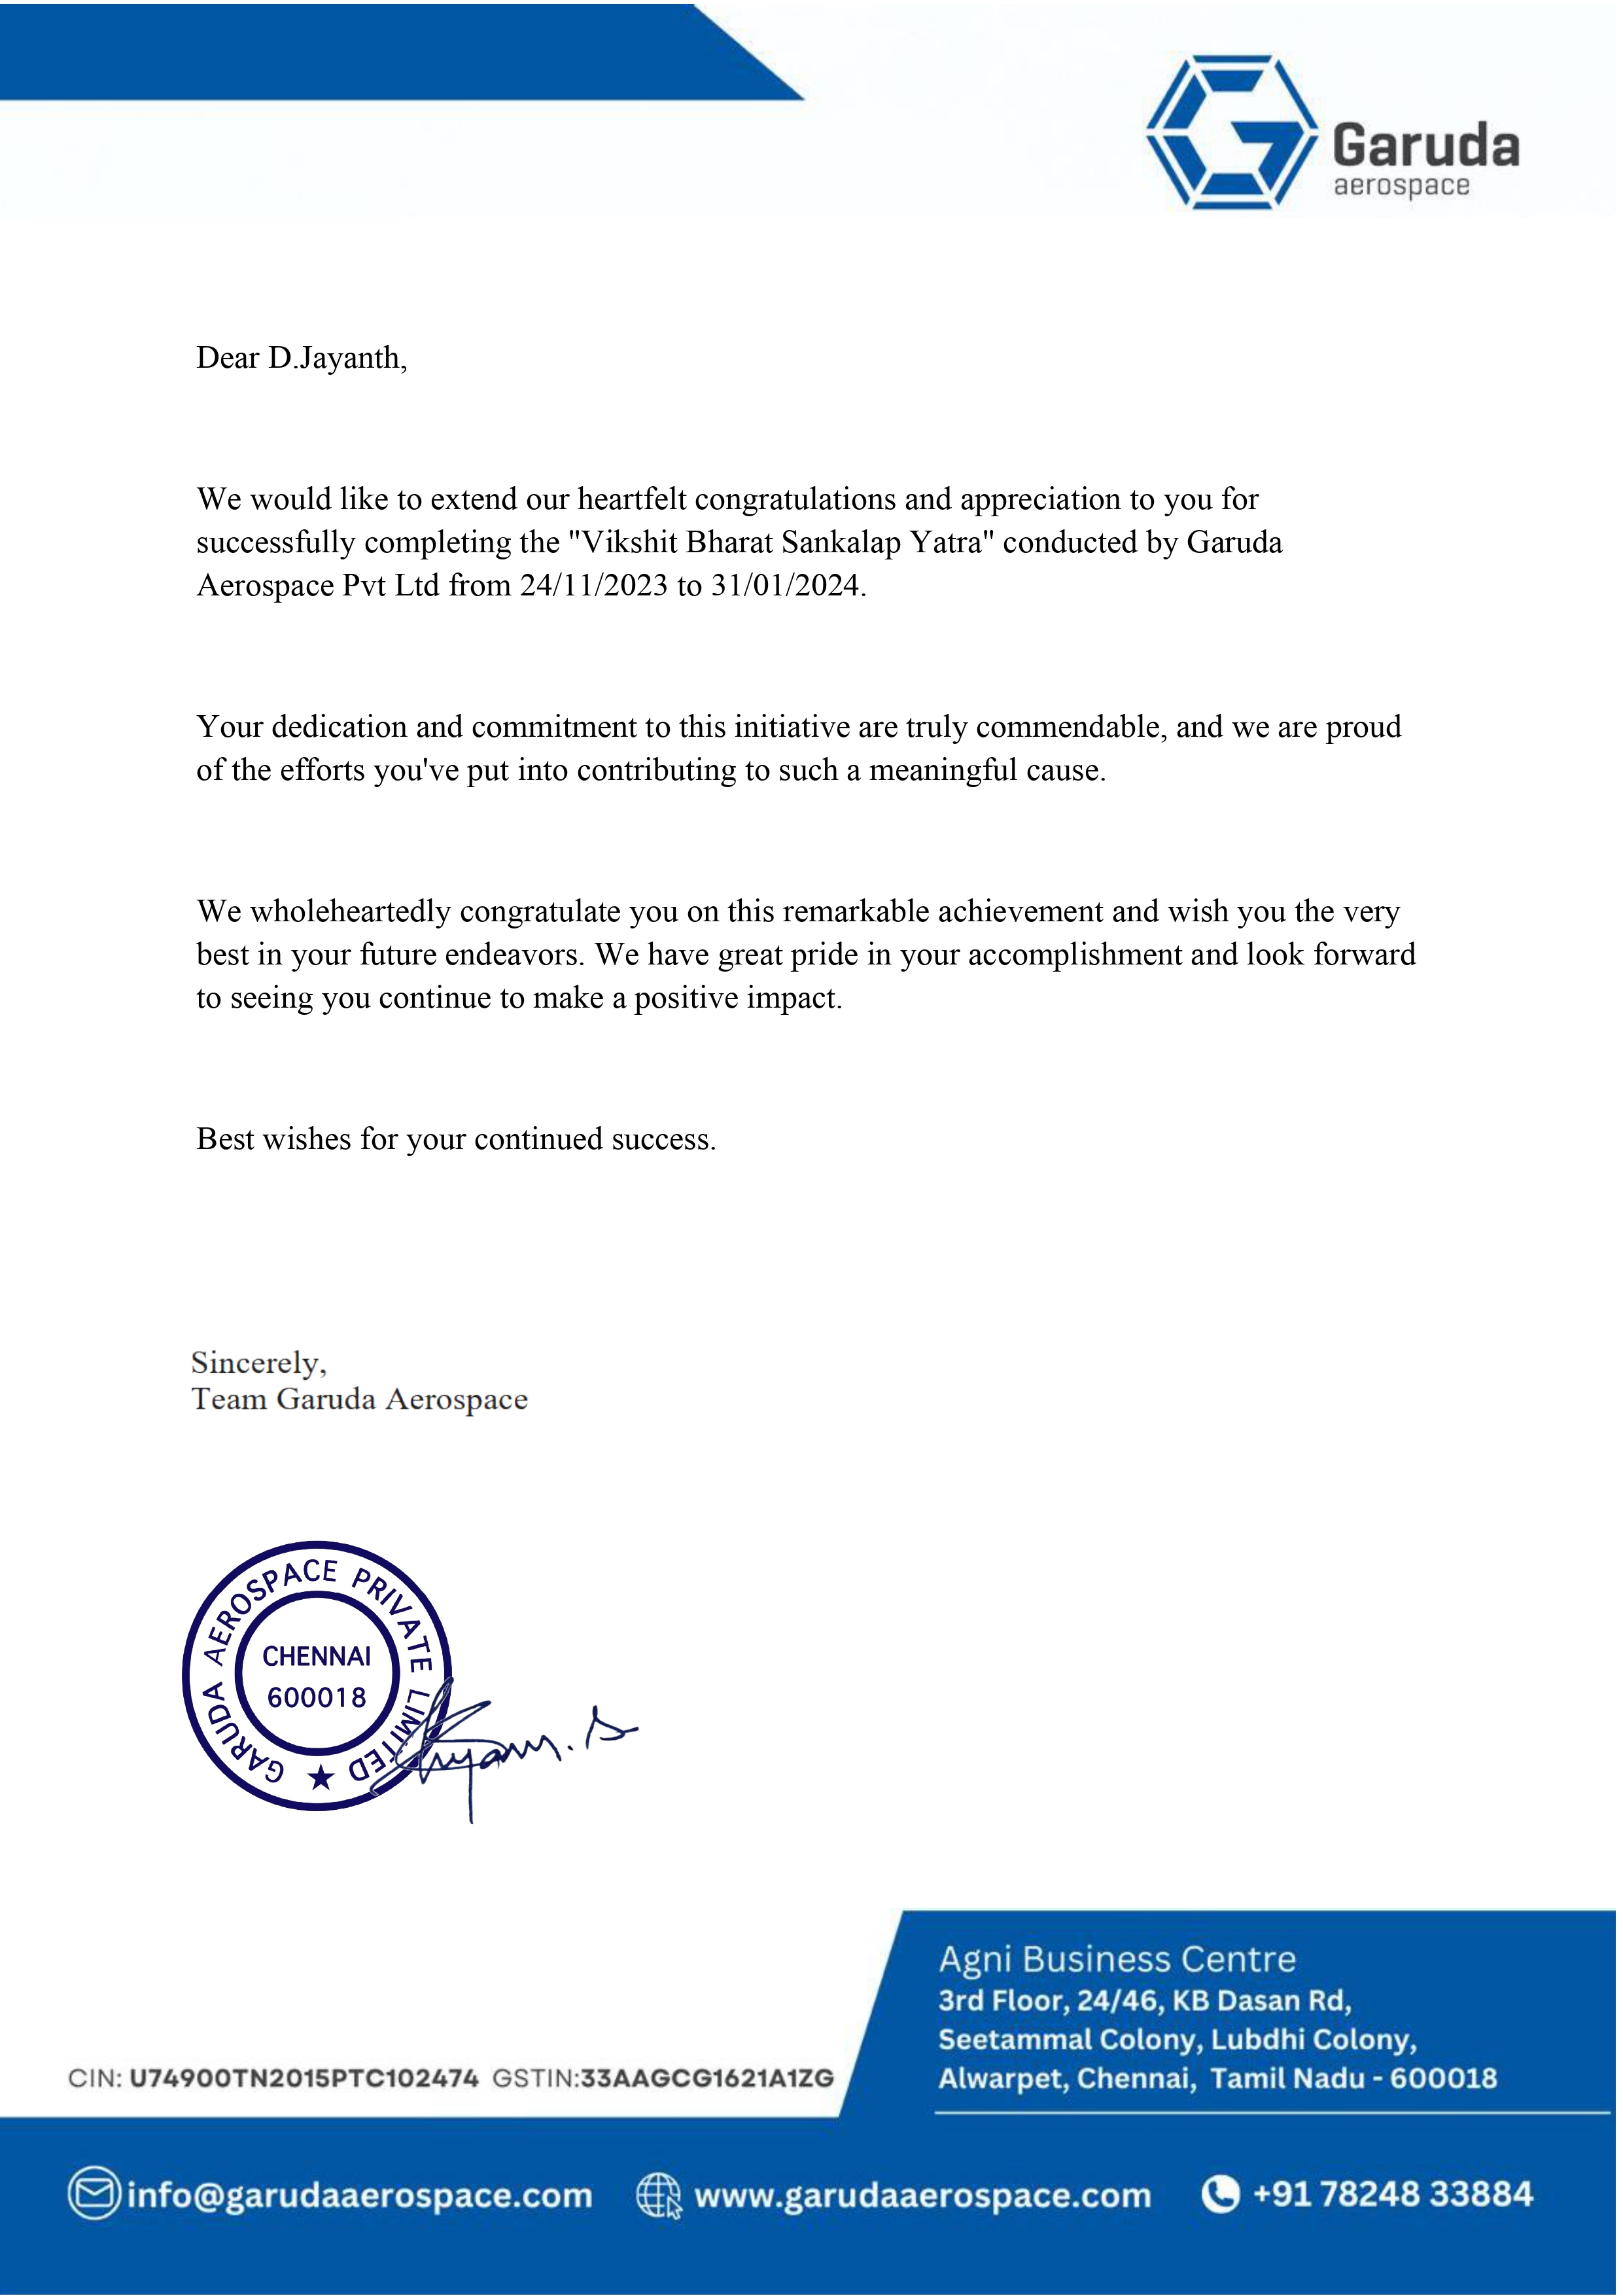 Garuda
aerospace
Dear D.Jayanth,
We would like to extend our heartfelt congratulations and appreciation to you for
successfully completing the "Vikshit Bharat Sankalap Yatra" conducted by Garuda
Aerospace Pvt Ltd from 24/11/2023 to 31/01/2024.
Your dedication and commitment to this initiative are truly commendable, and we are proud
of the efforts you've put into contributing to such a meaningful cause.
We wholeheartedly congratulate you on this remarkable achievement and wish you the very
best in your future endeavors. We have great pride in your accomplishment and look forward
to seeing you continue to make a positive impact.
Best wishes for your continued success.
Sincerely,
Team Garuda Aerospace
GARUDA AEROSPACE PRIVATE LIMITED
CHENNAI
600018
Agni Business Centre
3rd Floor, 24/46, KB Dasan Rd,
Seetammal Colony, Lubdhi Colony,
Alwarpet, Chennai, Tamil Nadu - 600018
CIN: U74900TN2015PTC102474 GSTIN:33AAGCG1621A1ZG
info@garudaaerospace.com www.garudaaerospace.com +91 78248 33884